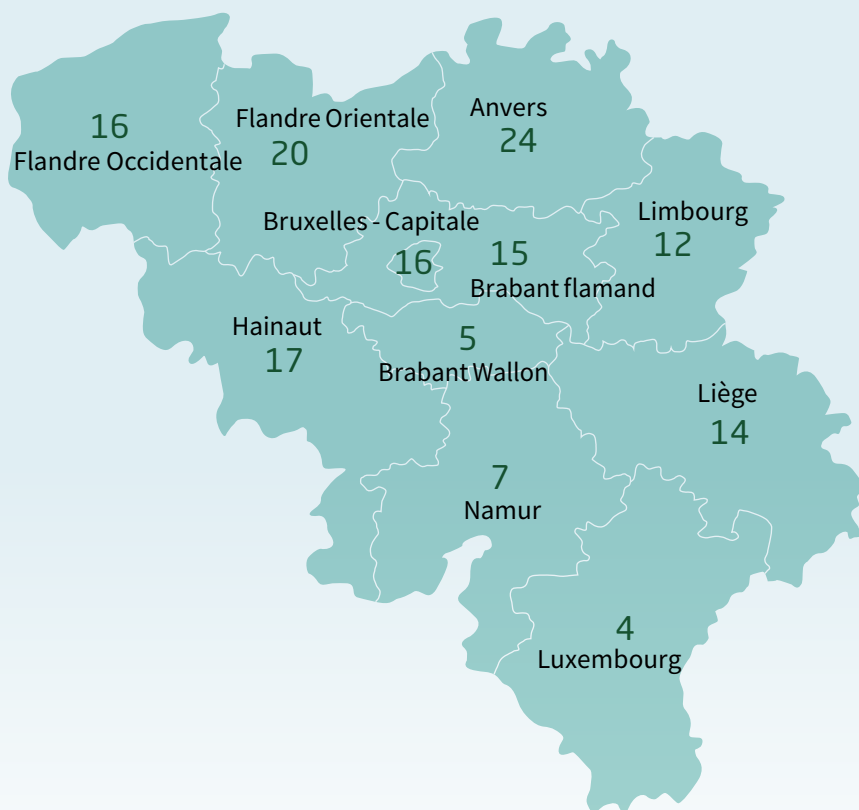 Anvers
24
16
Flandre Occidentale
Flandre Orientale
20
Limbourg
12
Bruxelles - Capitale
16
15
Brabant flamand
Hainaut
17
5
Brabant Wallon
Liège
14
7
Namur
4
Luxembourg